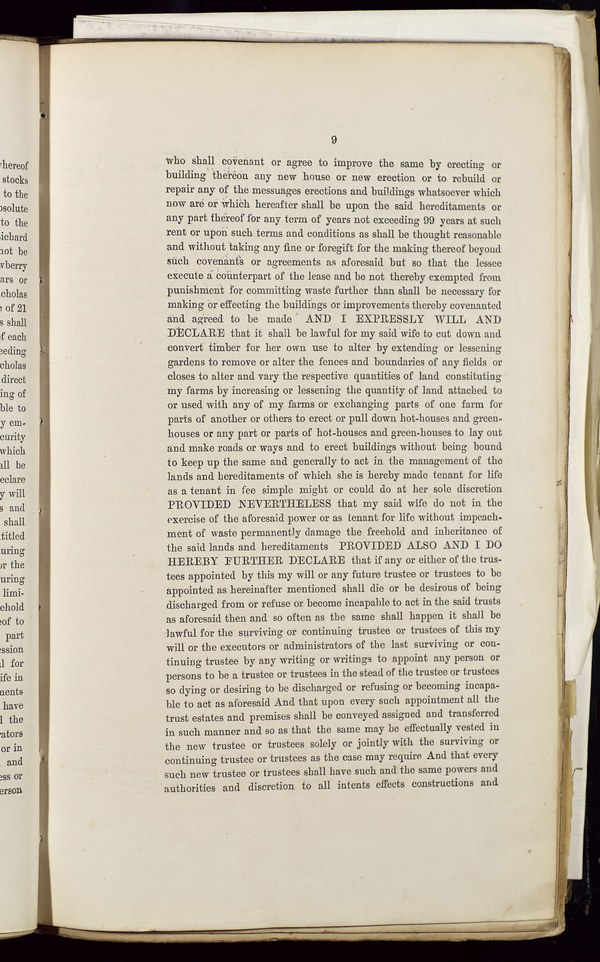 9
who shall covenant or agree to improve the same by erecting or
building thereon any new house or new erection or to rebuild or
repair any of the messuages erections and buildings whatsoever which
now are or which hereafter shall be upon the said hereditaments or
any part thereof for any term of years not exceeding 99 years at such
rent or upon such terms and conditions as shall be thought reasonable
and without taking any fine or foregift for the making thereof beyond
such covenants or agreements as aforesaid but so that the lessee
execute a counterpart of the lease and be not thereby exempted from
punishment for committing waste further than shall be necessary for
making or effecting the buildings or improvements thereby covenanted
and agreed to be made AND I EXPRESSLY WILL AND
DECLARE that it shall be lawful for my said wife to cut down and
convert timber for her own use to alter by extending or lessening
gardens to remove or alter the fences and boundaries of any fields or
closes to alter and vary the respective quantities of land constituting
my farms by increasing or lessening the quantity of land attached to
or used with any of my farms or exchanging parts of one farm for
parts of another or others to erect or pull down hot-houses and green-
houses or any part or parts of hot-houses and green-houses to lay out
and make roads or ways and to erect buildings without being bound
to keep up the same and generally to act in the management of the
lands and hereditaments of which she is hereby made tenant for life
as a tenant in fee simple might or could do at her sole discretion
PROVIDED NEVERTHELESS that my said wife do not in the
exercise of the aforesaid power or as tenant for life without impeach-
ment of waste permanently damage the freehold and inheritance of
the said lands and hereditaments PROVIDED ALSO AND I DO
HEREBY FURTHER DECLARE that if any or either of the trus-
tees appointed by this my will or any future trustee or trustees to be
appointed as hereinafter mentioned shall die or be desirous of being
discharged from or refuse or become incapable to act in the said trusts
as aforesaid then and so often as the same shall happen it shall be
lawful for the surviving or continuing trustee or trustees of this my
will or the executors or administrators of the last surviving or con-
tinuing trustee by any writing or writings to appoint any person or
persons to be a trustee or trustees in the stead of the trustee or trustees
so dying or desiring to be discharged or refusing or becoming incapa-
ble to act as aforesaid And that upon every such appointment all the
trust estates and premises shall be conveyed assigned and transferred
in such manner and so as that the same may be effectually vested in
the new trustee or trustees solely or jointly with the surviving or
continuing trustee or trustees as the case may require And that every
such new trustee or trustees shall have such and the same powers and
authorities and discretion to all intents effects constructions and